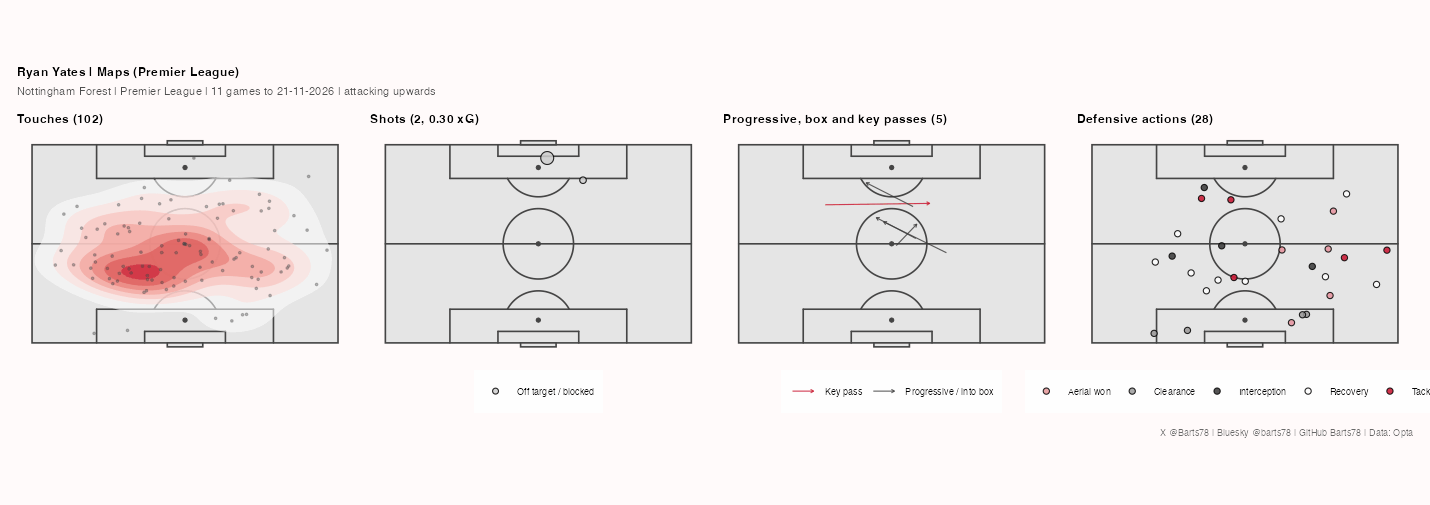 Ryan Yates | Maps (Premier League)
Nottingham Forest | Premier League | 11 games to 21-11-2026 | attacking upwards
Touches (102)
Shots (2, 0.30 xG)
Progressive, box and key passes (5)
Defensive actions (28)
Off target / blocked
Key pass
Progressive / into box
Aerial won
Clearance
Interception
Recovery
Tack
X @Barts78 | Bluesky @barts78 | GitHub Barts78 | Data: Opta